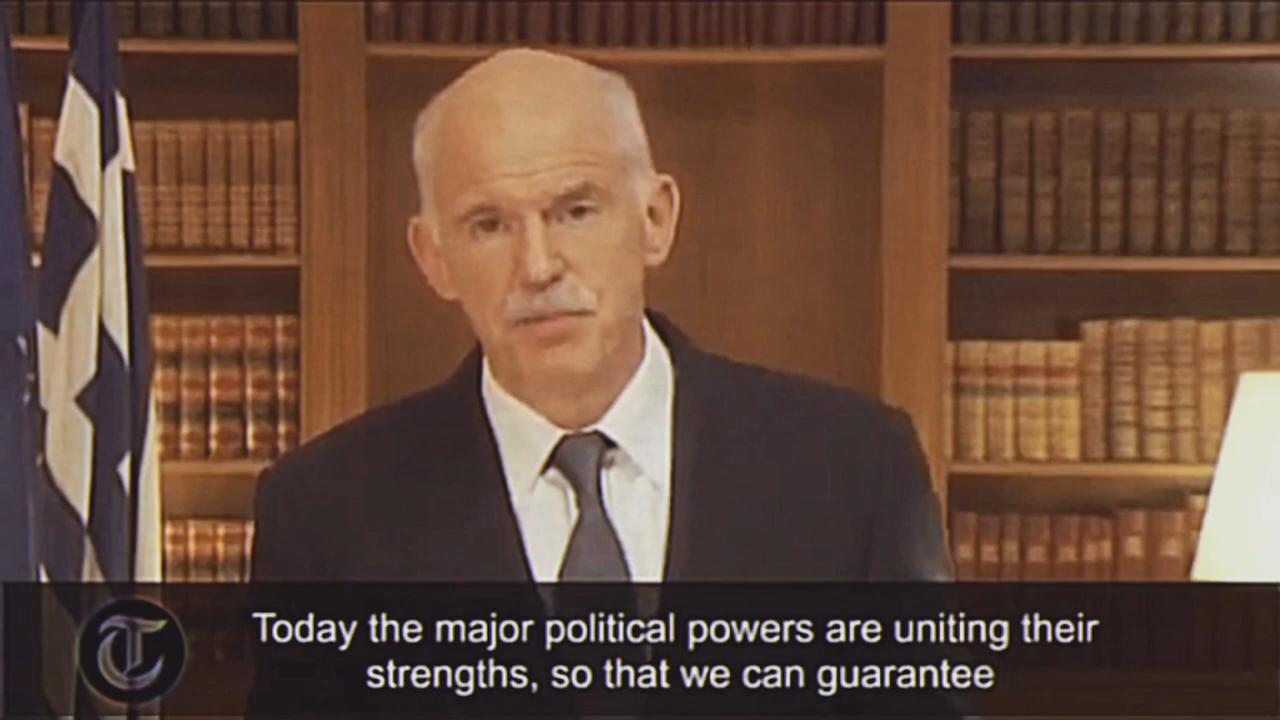 T
Today the major political powers are uniting their
strengths, so that we can guarantee